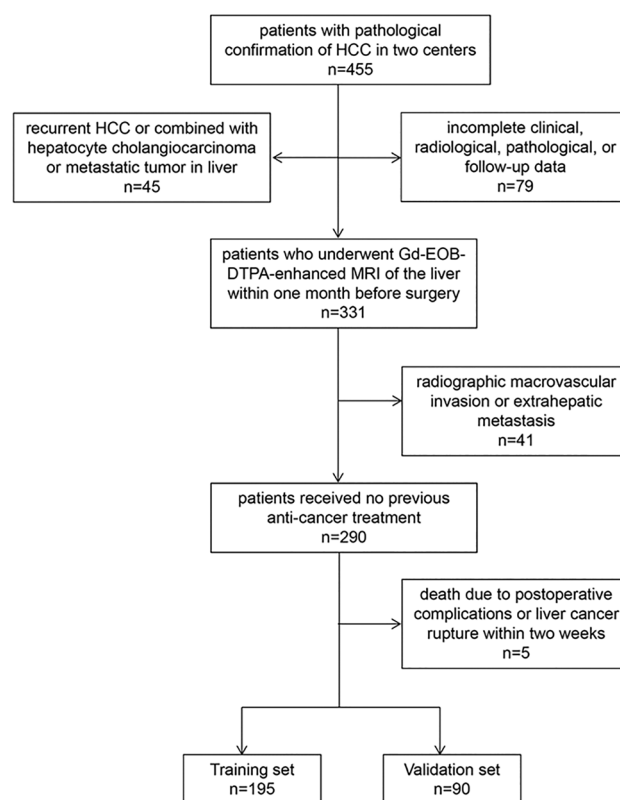 patients with pathological
confirmation of HCC in two centers
n=455
recurrent HCC or combined with
hepatocyte cholangiocarcinoma
or metastatic tumor in liver
n=45
incomplete clinical,
radiological, pathological, or
follow-up data
n=79
patients who underwent Gd-EOB-
DTPA-enhanced MRI of the liver
within one month before surgery
n=331
radiographic macrovascular
invasion or extrahepatic
metastasis
n=41
patients received no previous
anti-cancer treatment
n=290
death due to postoperative
complications or liver cancer
rupture within two weeks
n=5
Training set
n=195
Validation set
n=90